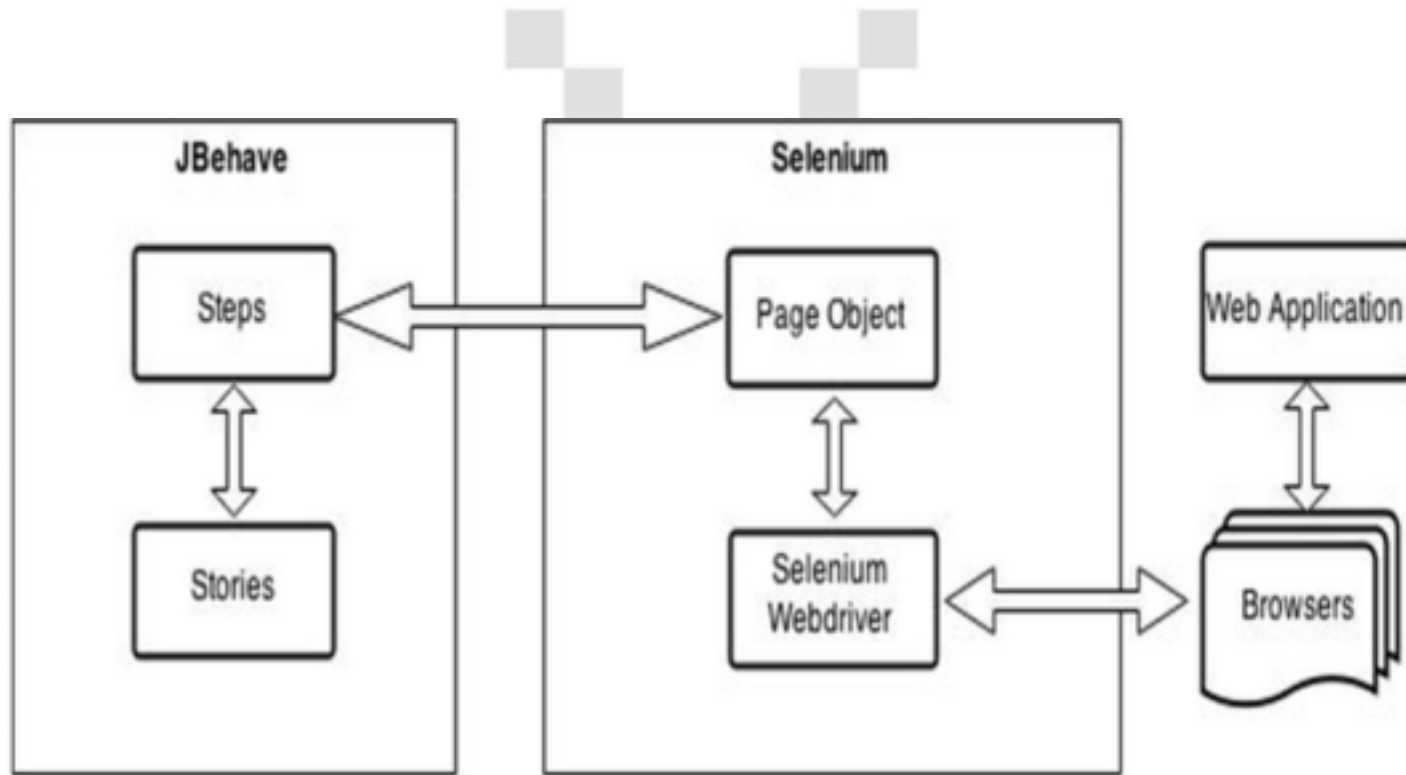 JBehave
Selenium
Steps
Page Object
Web Application
Stories
Selenium
Webdriver
Browsers